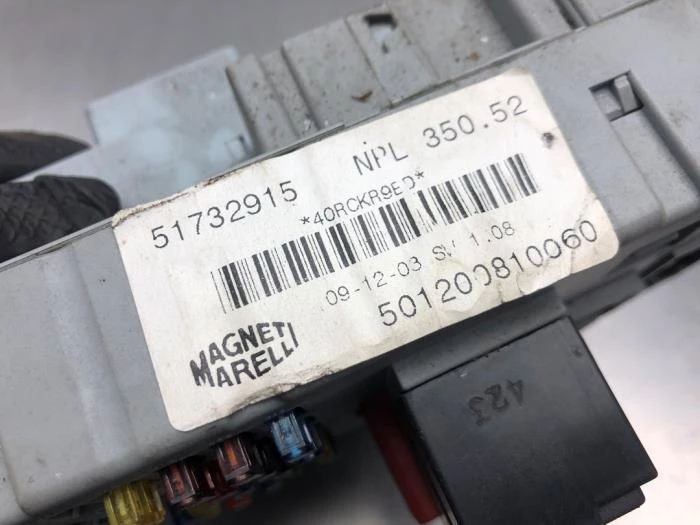 51732915 NPL 350.52
*40RCKR9ED*
09-12-03 SW 1.08
501200810060
MAGNETI
MARELLI
423